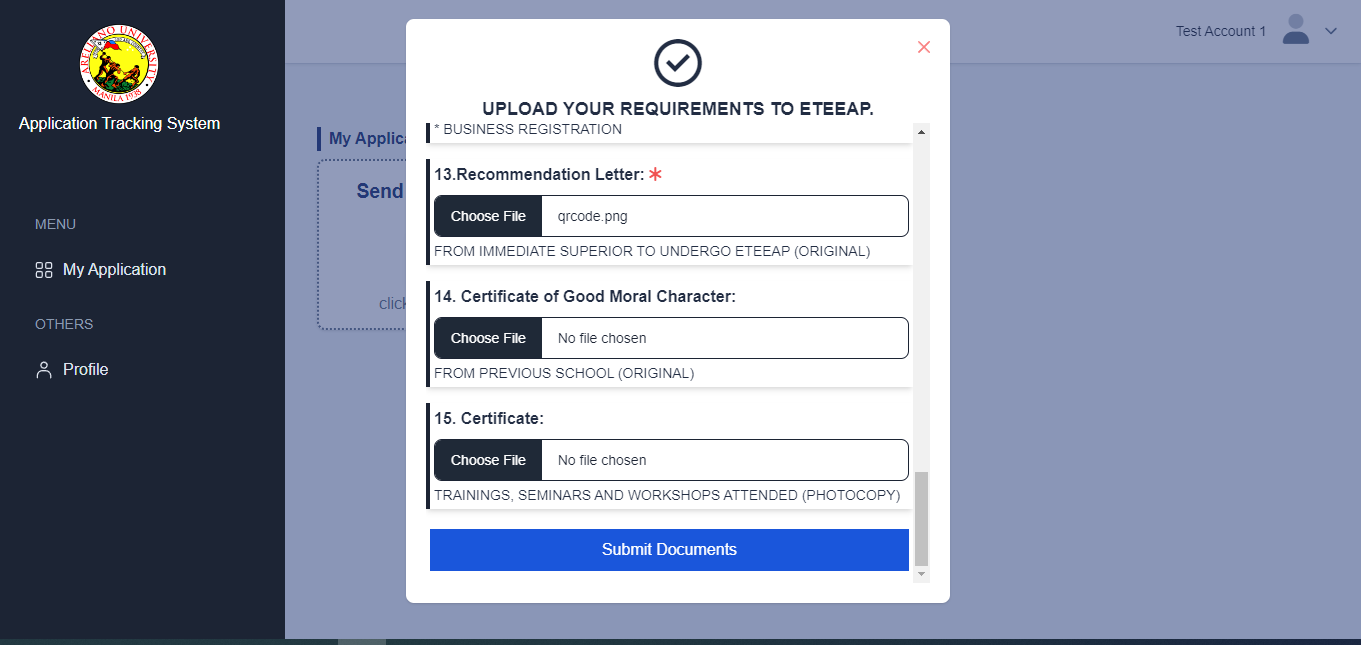 ARELLANO UNIVERSITY
MANILA 1938
Application Tracking System
MENU
My Application
OTHERS
Profile
Test Account 1
My Applica
Send
click
UPLOAD YOUR REQUIREMENTS TO ETEEAP.
* BUSINESS REGISTRATION
13.Recommendation Letter: *
Choose File qrcode.png
FROM IMMEDIATE SUPERIOR TO UNDERGO ETEEAP (ORIGINAL)
14. Certificate of Good Moral Character:
Choose File No file chosen
FROM PREVIOUS SCHOOL (ORIGINAL)
15. Certificate:
Choose File No file chosen
TRAININGS, SEMINARS AND WORKSHOPS ATTENDED (PHOTOCOPY)
Submit Documents